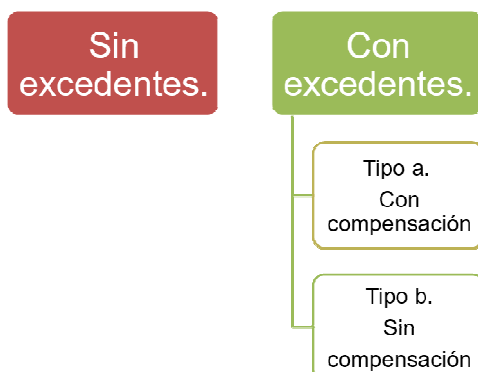 Sin
excedentes.
Con
excedentes.
Tipo a.
Con
compensación
Tipo b.
Sin
compensación